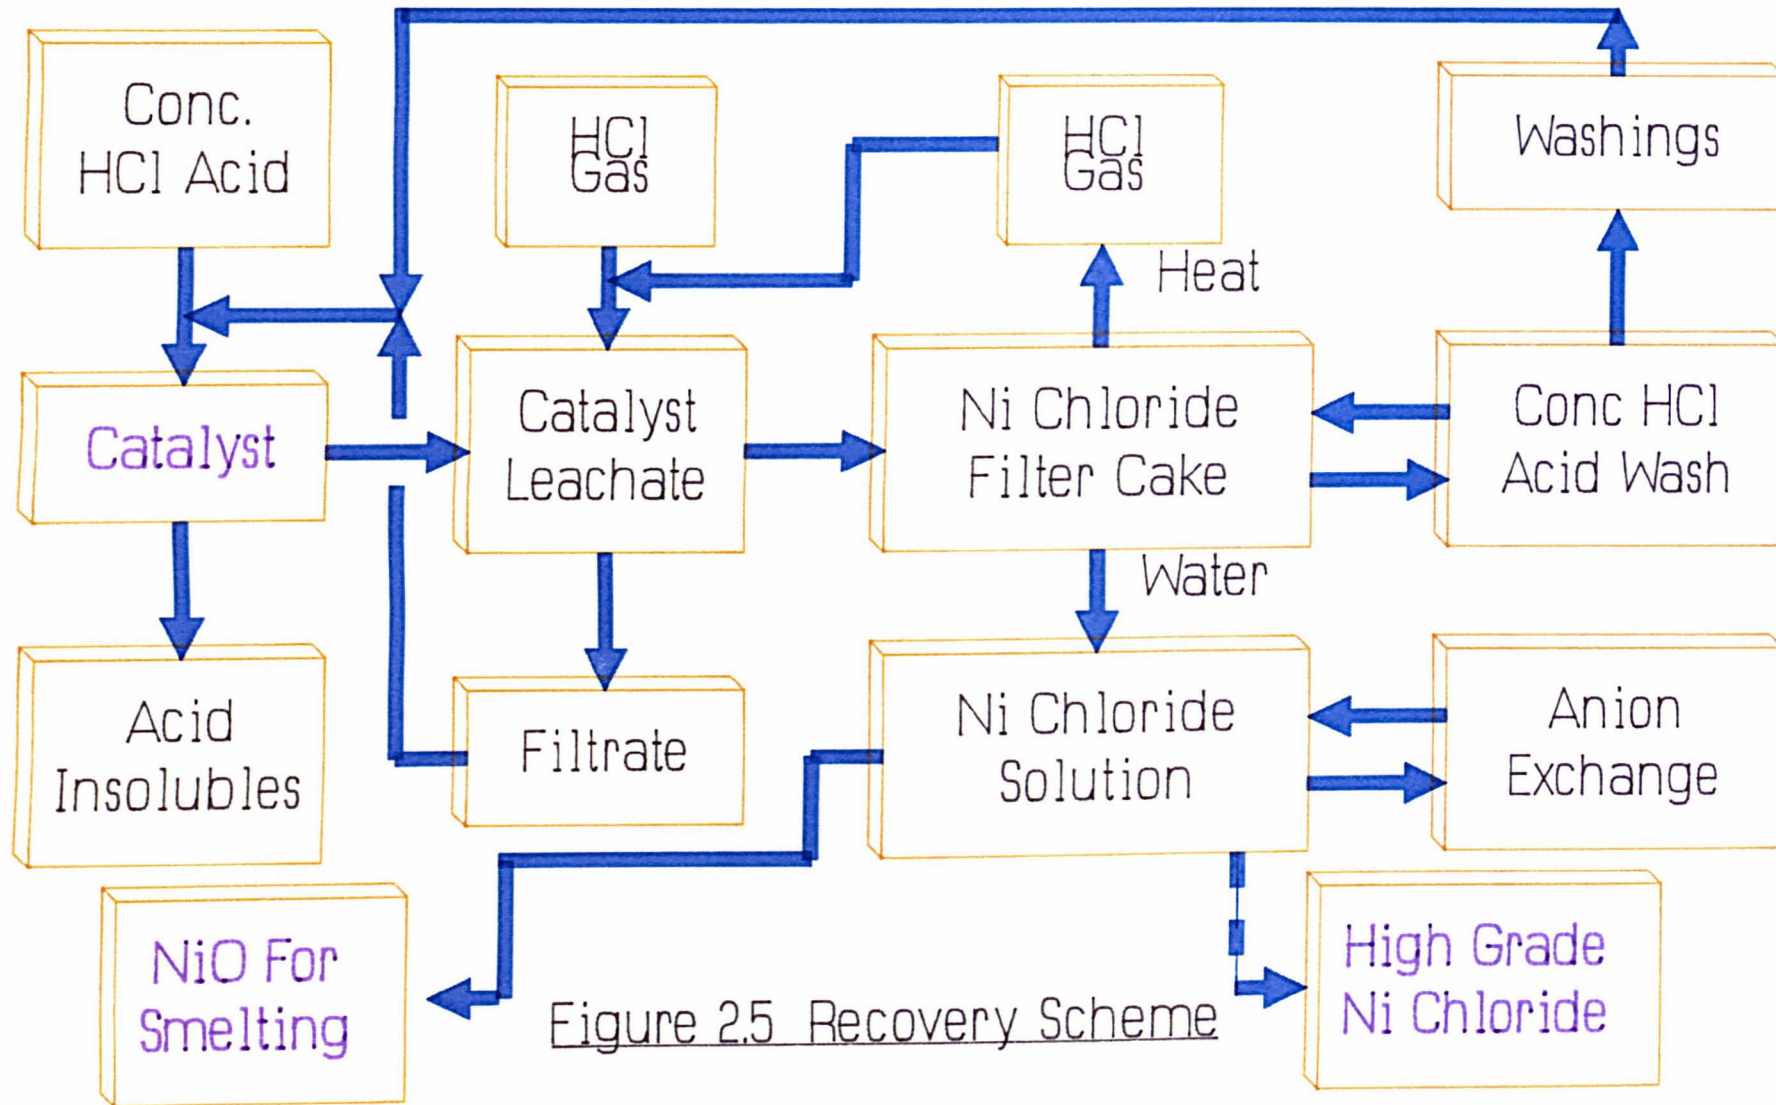 Conc.
HCl Acid
HCl
Gas
HCl
Gas
Washings
Heat
Catalyst
Catalyst
Leachate
Ni Chloride
Filter Cake
Conc HCl
Acid Wash
Water
Acid
Insolubles
Filtrate
Ni Chloride
Solution
Anion
Exchange
NiO For
Smelting
High Grade
Ni Chloride
Figure 2.5 Recovery Scheme